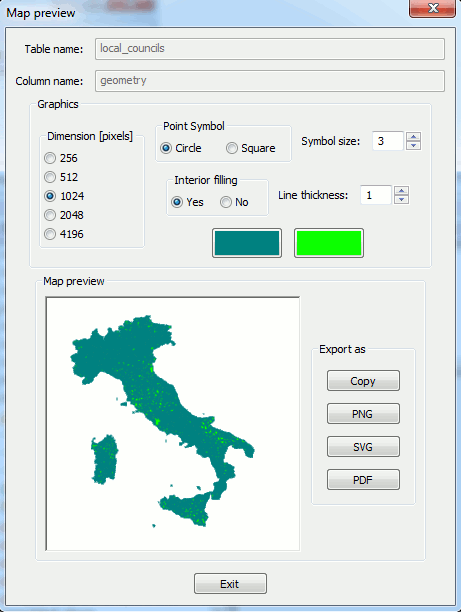 Map preview
Table name: local_councils
Column name: geometry
Graphics
Dimension [pixels]
256
512
1024
2048
4196
Point Symbol
Circle Square
Symbol size: 3
Interior filling
Yes No
Line thickness: 1
Map preview
Export as
Copy
PNG
SVG
PDF
Exit